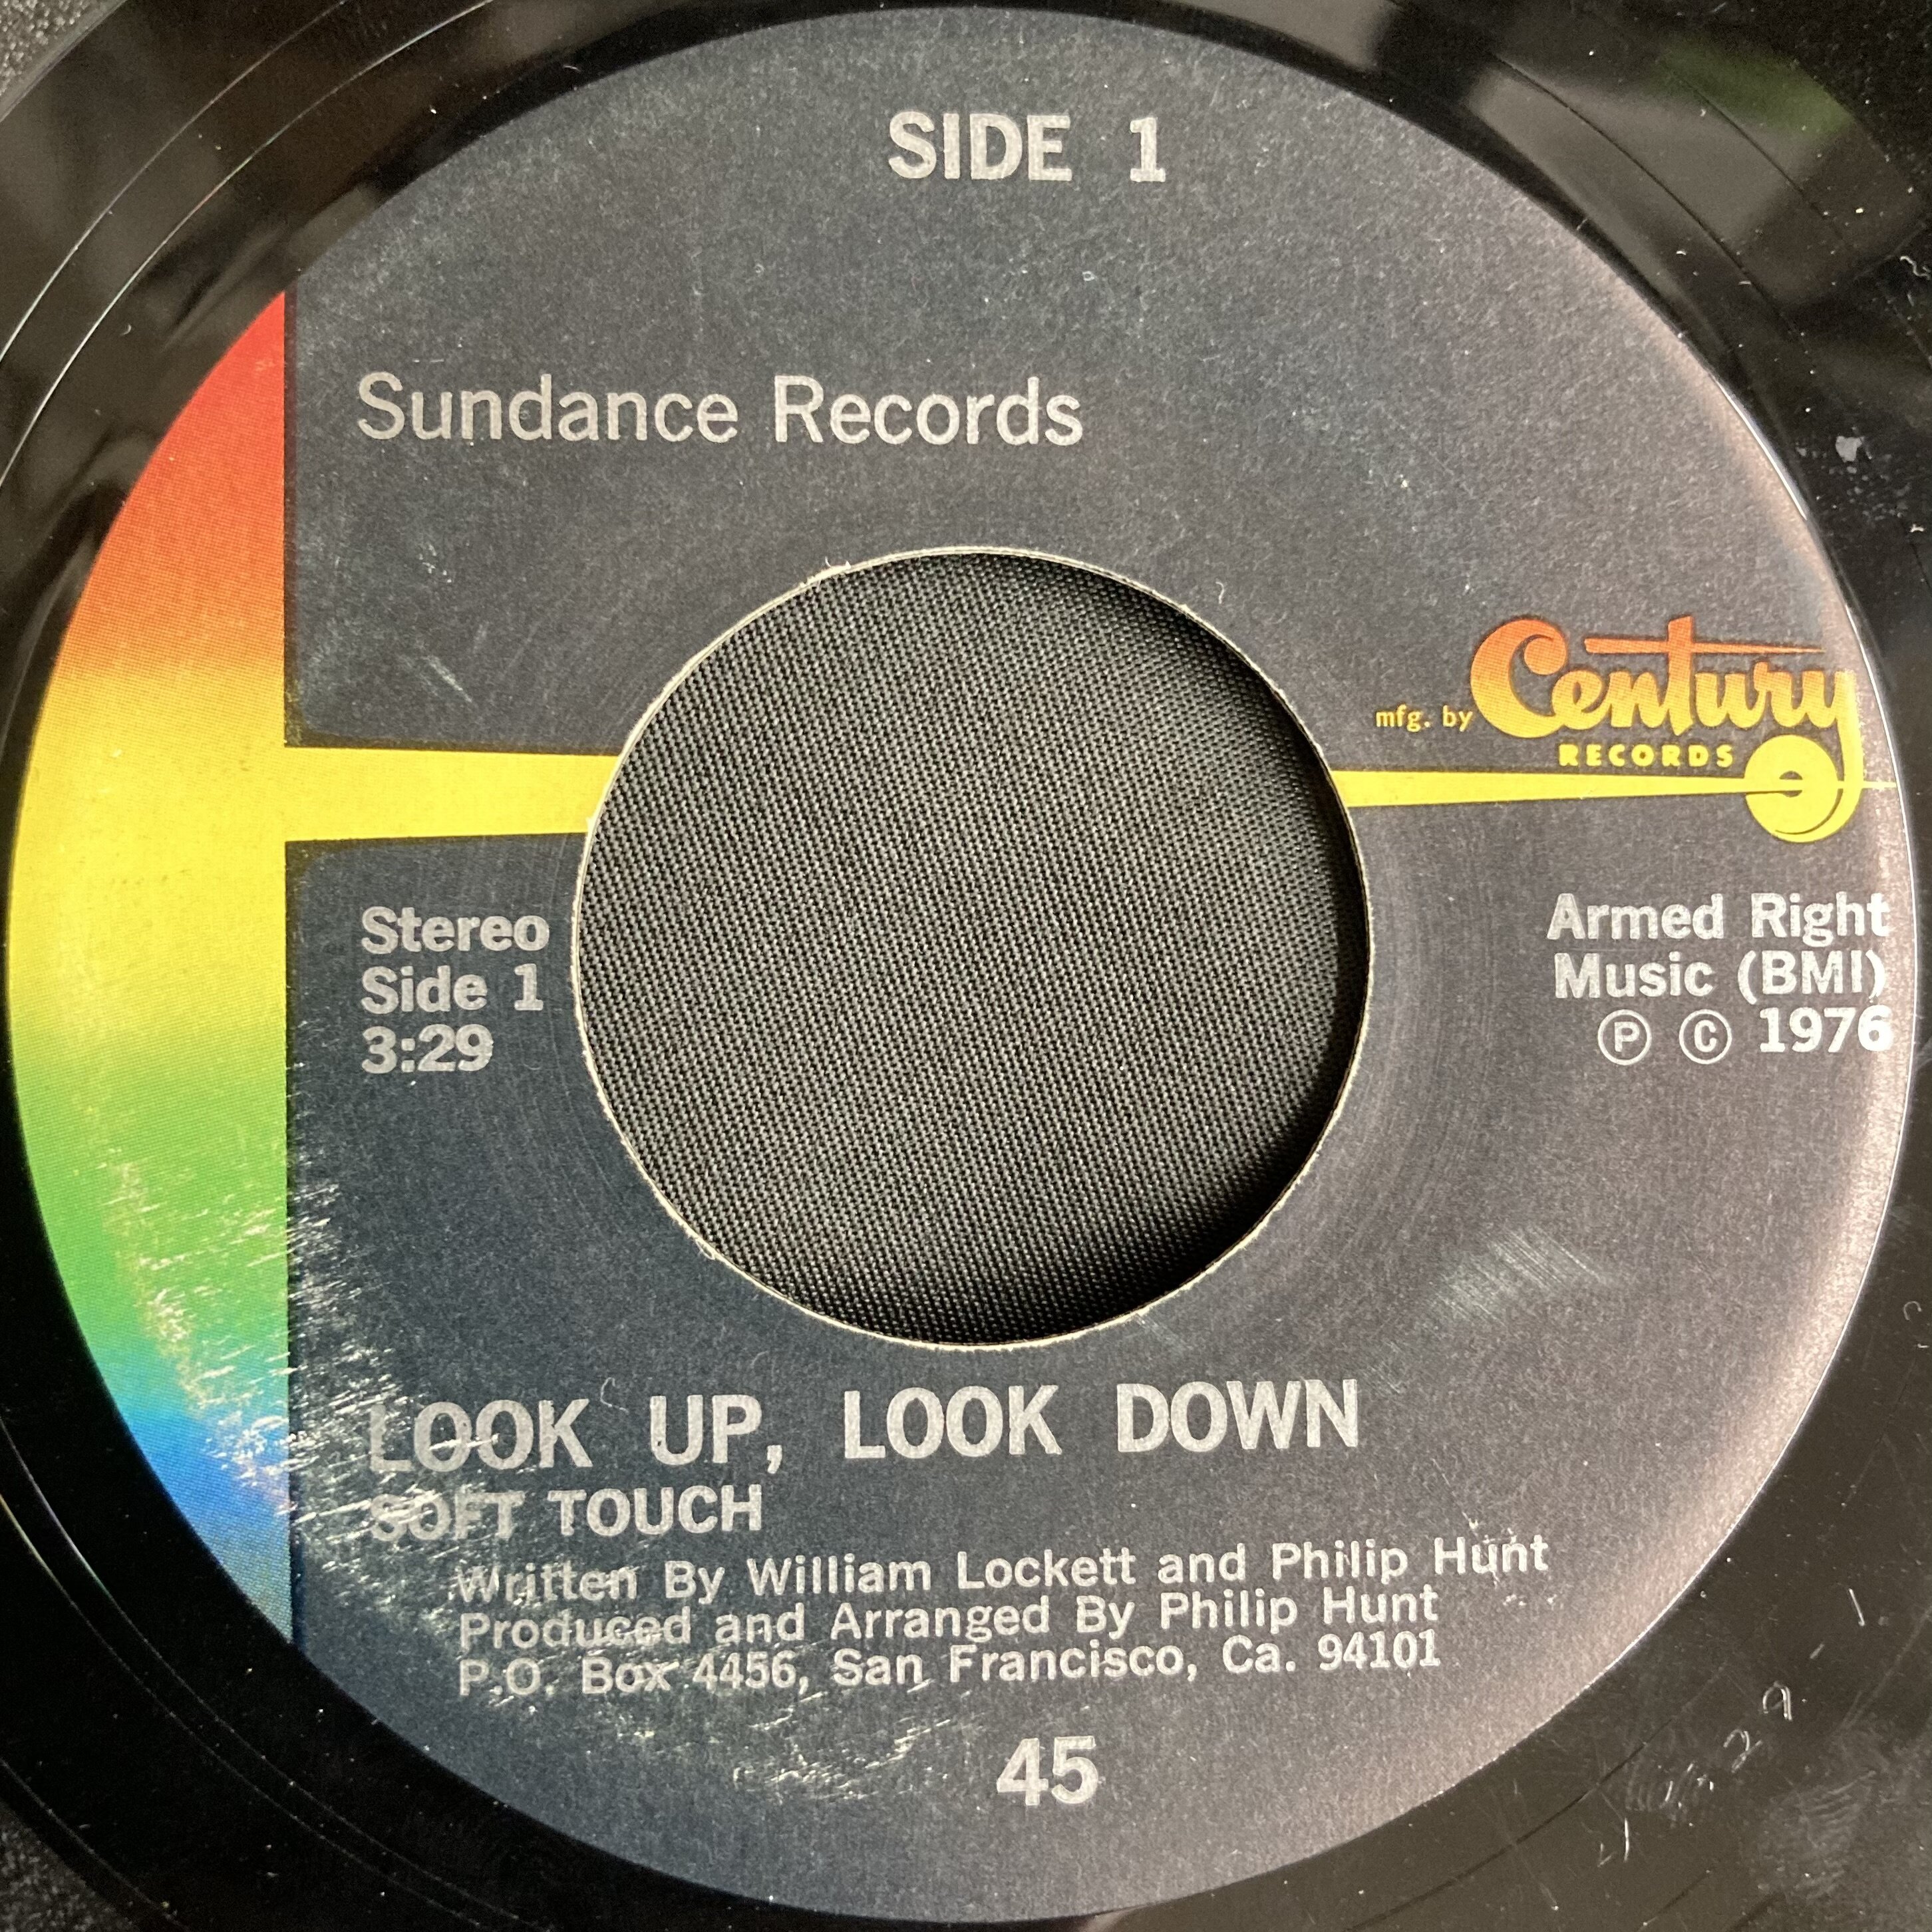 SIDE 1
Sundance Records
mfg. by Century
RECORDS
Stereo
Side 1
3:29
Armed Right
Music (BMI)
Ⓟ © 1976
LOOK UP, LOOK DOWN
SOFT TOUCH
Written By William Lockett and Philip Hunt
Produced and Arranged By Philip Hunt
P.O. Box 4456, San Francisco, Ca. 94101
45